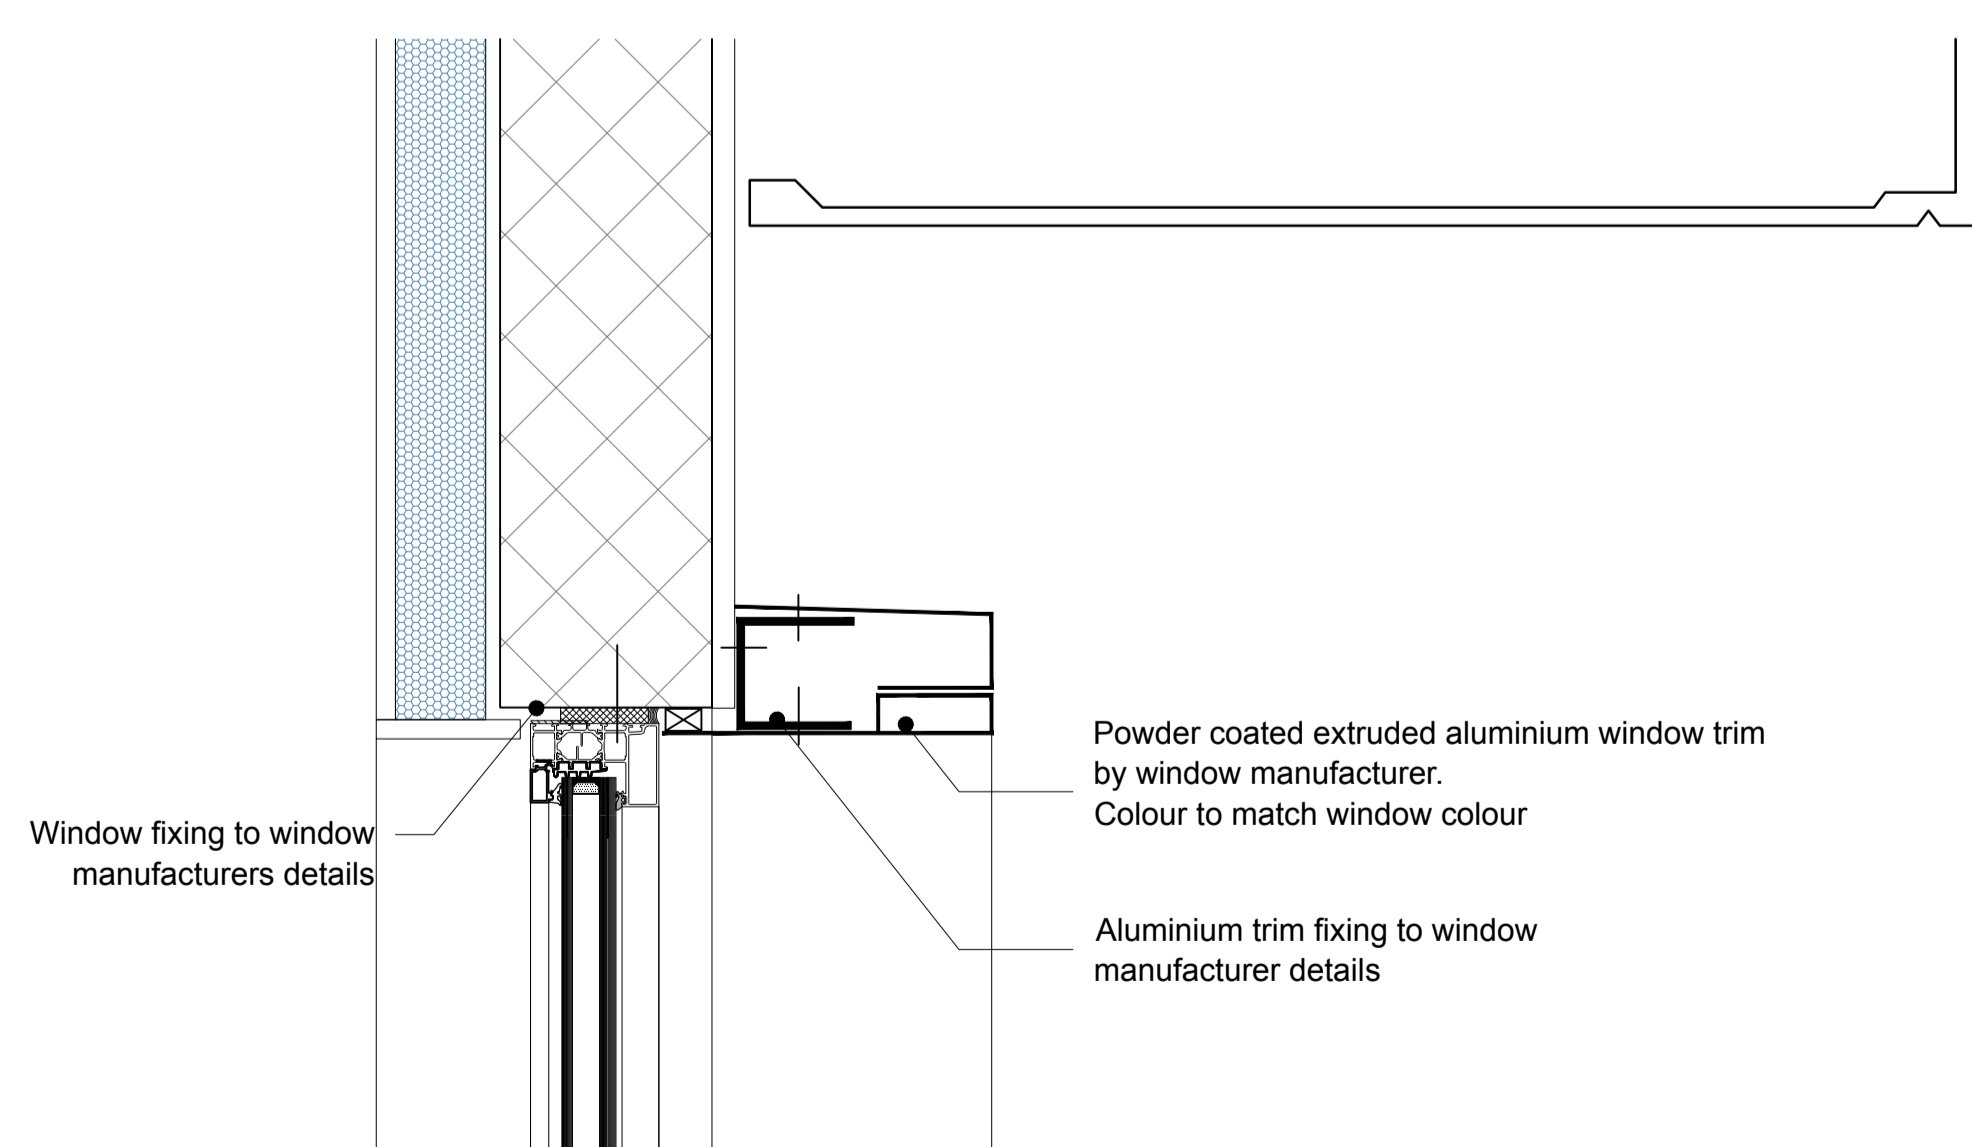 Powder coated extruded aluminium window trim
by window manufacturer.
Colour to match window colour
Window fixing to window
manufacturers details
Aluminium trim fixing to window
manufacturer details